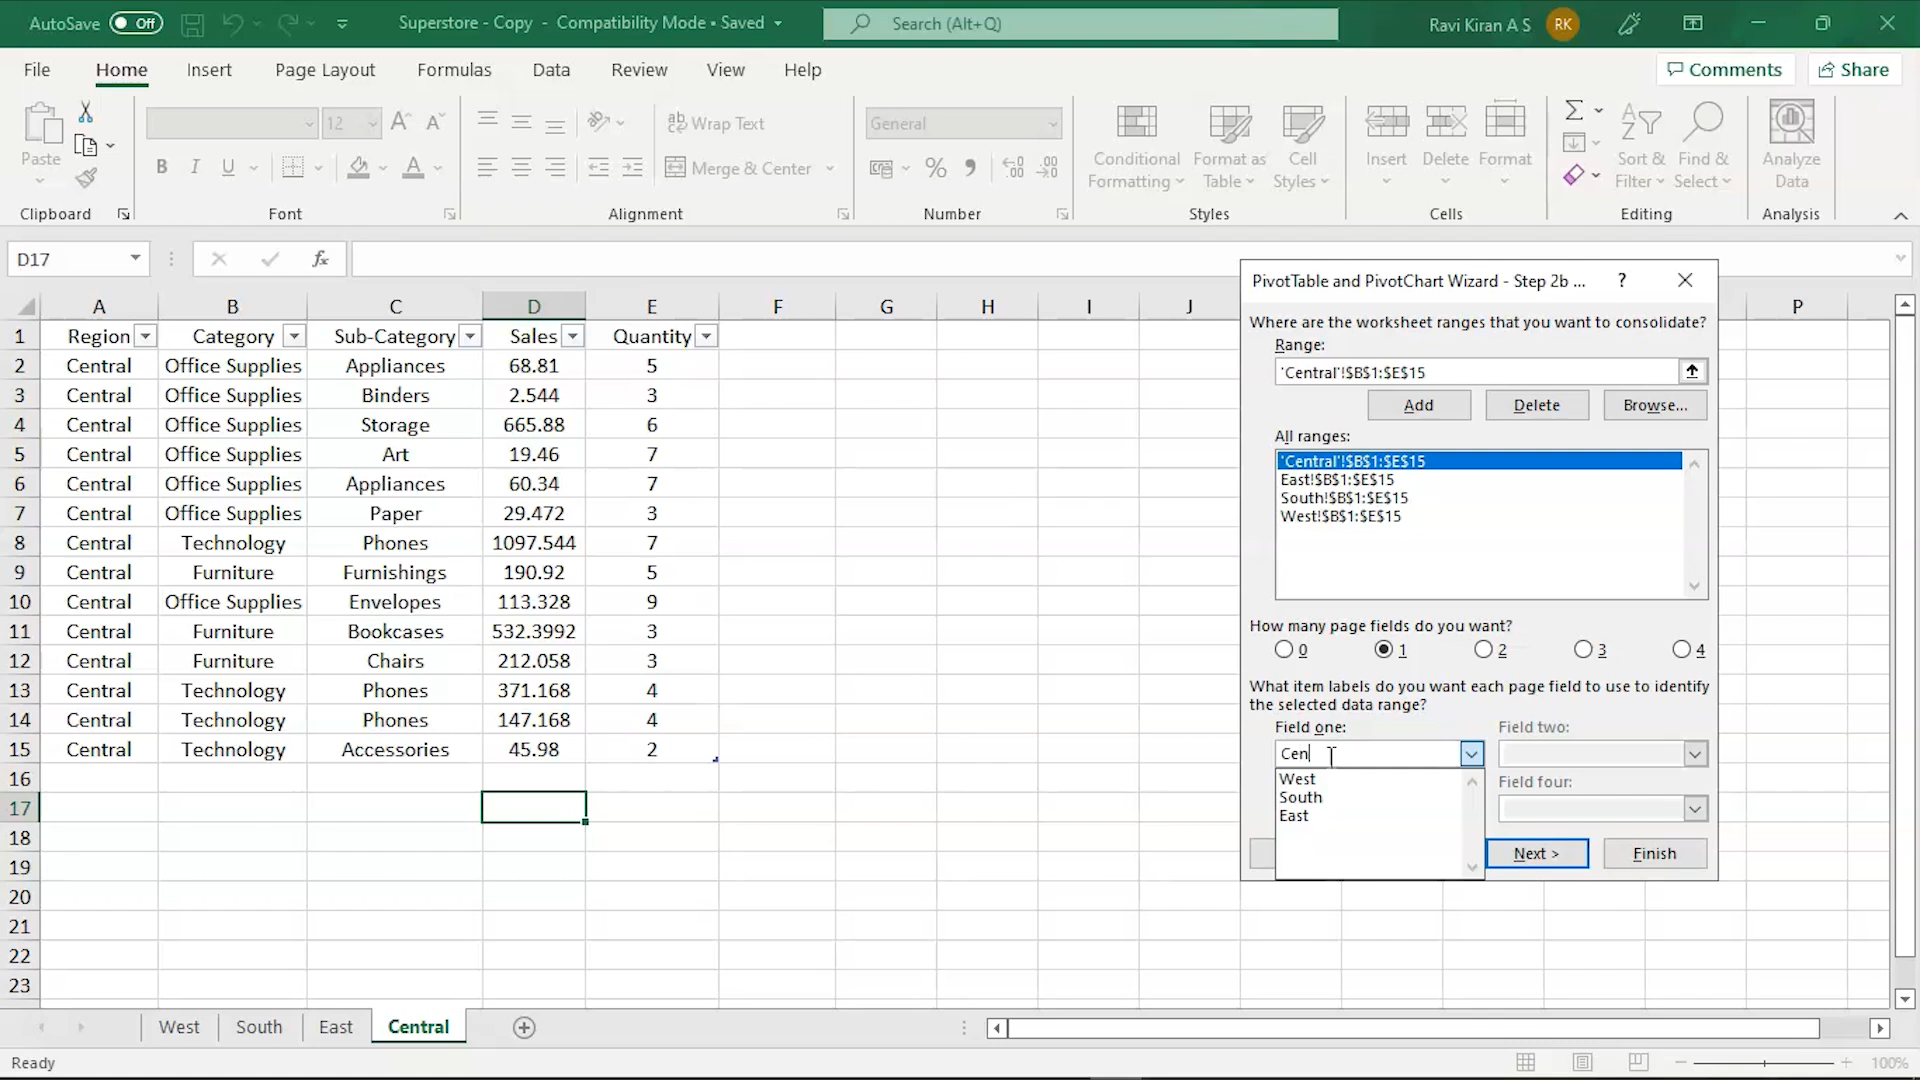 AutoSave Off Superstore - Copy - Compatibility Mode • Saved Search (Alt+Q) Ravi Kiran A S RK
File Home Insert Page Layout Formulas Data Review View Help Comments Share
12 A A ab Wrap Text General Σ
Paste B I U A Merge & Center % Conditional Formatting Format as Table Cell Styles Insert Delete Format Sort & Filter Find & Select Analyze Data
Clipboard Font Alignment Number Styles Cells Editing Analysis
D17 fx
A B C D E F G H I J P
1 Region Category Sub-Category Sales Quantity
2 Central Office Supplies Appliances 68.81 5
3 Central Office Supplies Binders 2.544 3
4 Central Office Supplies Storage 665.88 6
5 Central Office Supplies Art 19.46 7
6 Central Office Supplies Appliances 60.34 7
7 Central Office Supplies Paper 29.472 3
8 Central Technology Phones 1097.544 7
9 Central Furniture Furnishings 190.92 5
10 Central Office Supplies Envelopes 113.328 9
11 Central Furniture Bookcases 532.3992 3
12 Central Furniture Chairs 212.058 3
13 Central Technology Phones 371.168 4
14 Central Technology Phones 147.168 4
15 Central Technology Accessories 45.98 2
16
17
18
19
20
21
22
23
PivotTable and PivotChart Wizard - Step 2b ... ?
Where are the worksheet ranges that you want to consolidate?
Range:
'Central'!$B$1:$E$15
Add Delete Browse...
All ranges:
'Central'!$B$1:$E$15
East!$B$1:$E$15
South!$B$1:$E$15
West!$B$1:$E$15
How many page fields do you want?
0 1 2 3 4
What item labels do you want each page field to use to identify
the selected data range?
Field one: Field two:
Cen
West Field four:
South
East
Next > Finish
West South East Central
Ready 100%